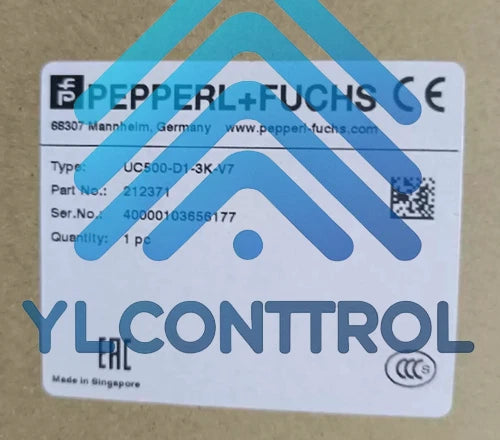 PEPPERL+FUCHS CE
68307 Mannheim, Germany www.pepperl-fuchs.com
Type: UC500-D1-3K-V7
Part No.: 212371
Ser.No.: 40000103656177
Quantity: 1 pc
YLCONTTROL
EAC
CCC S
Made in Singapore